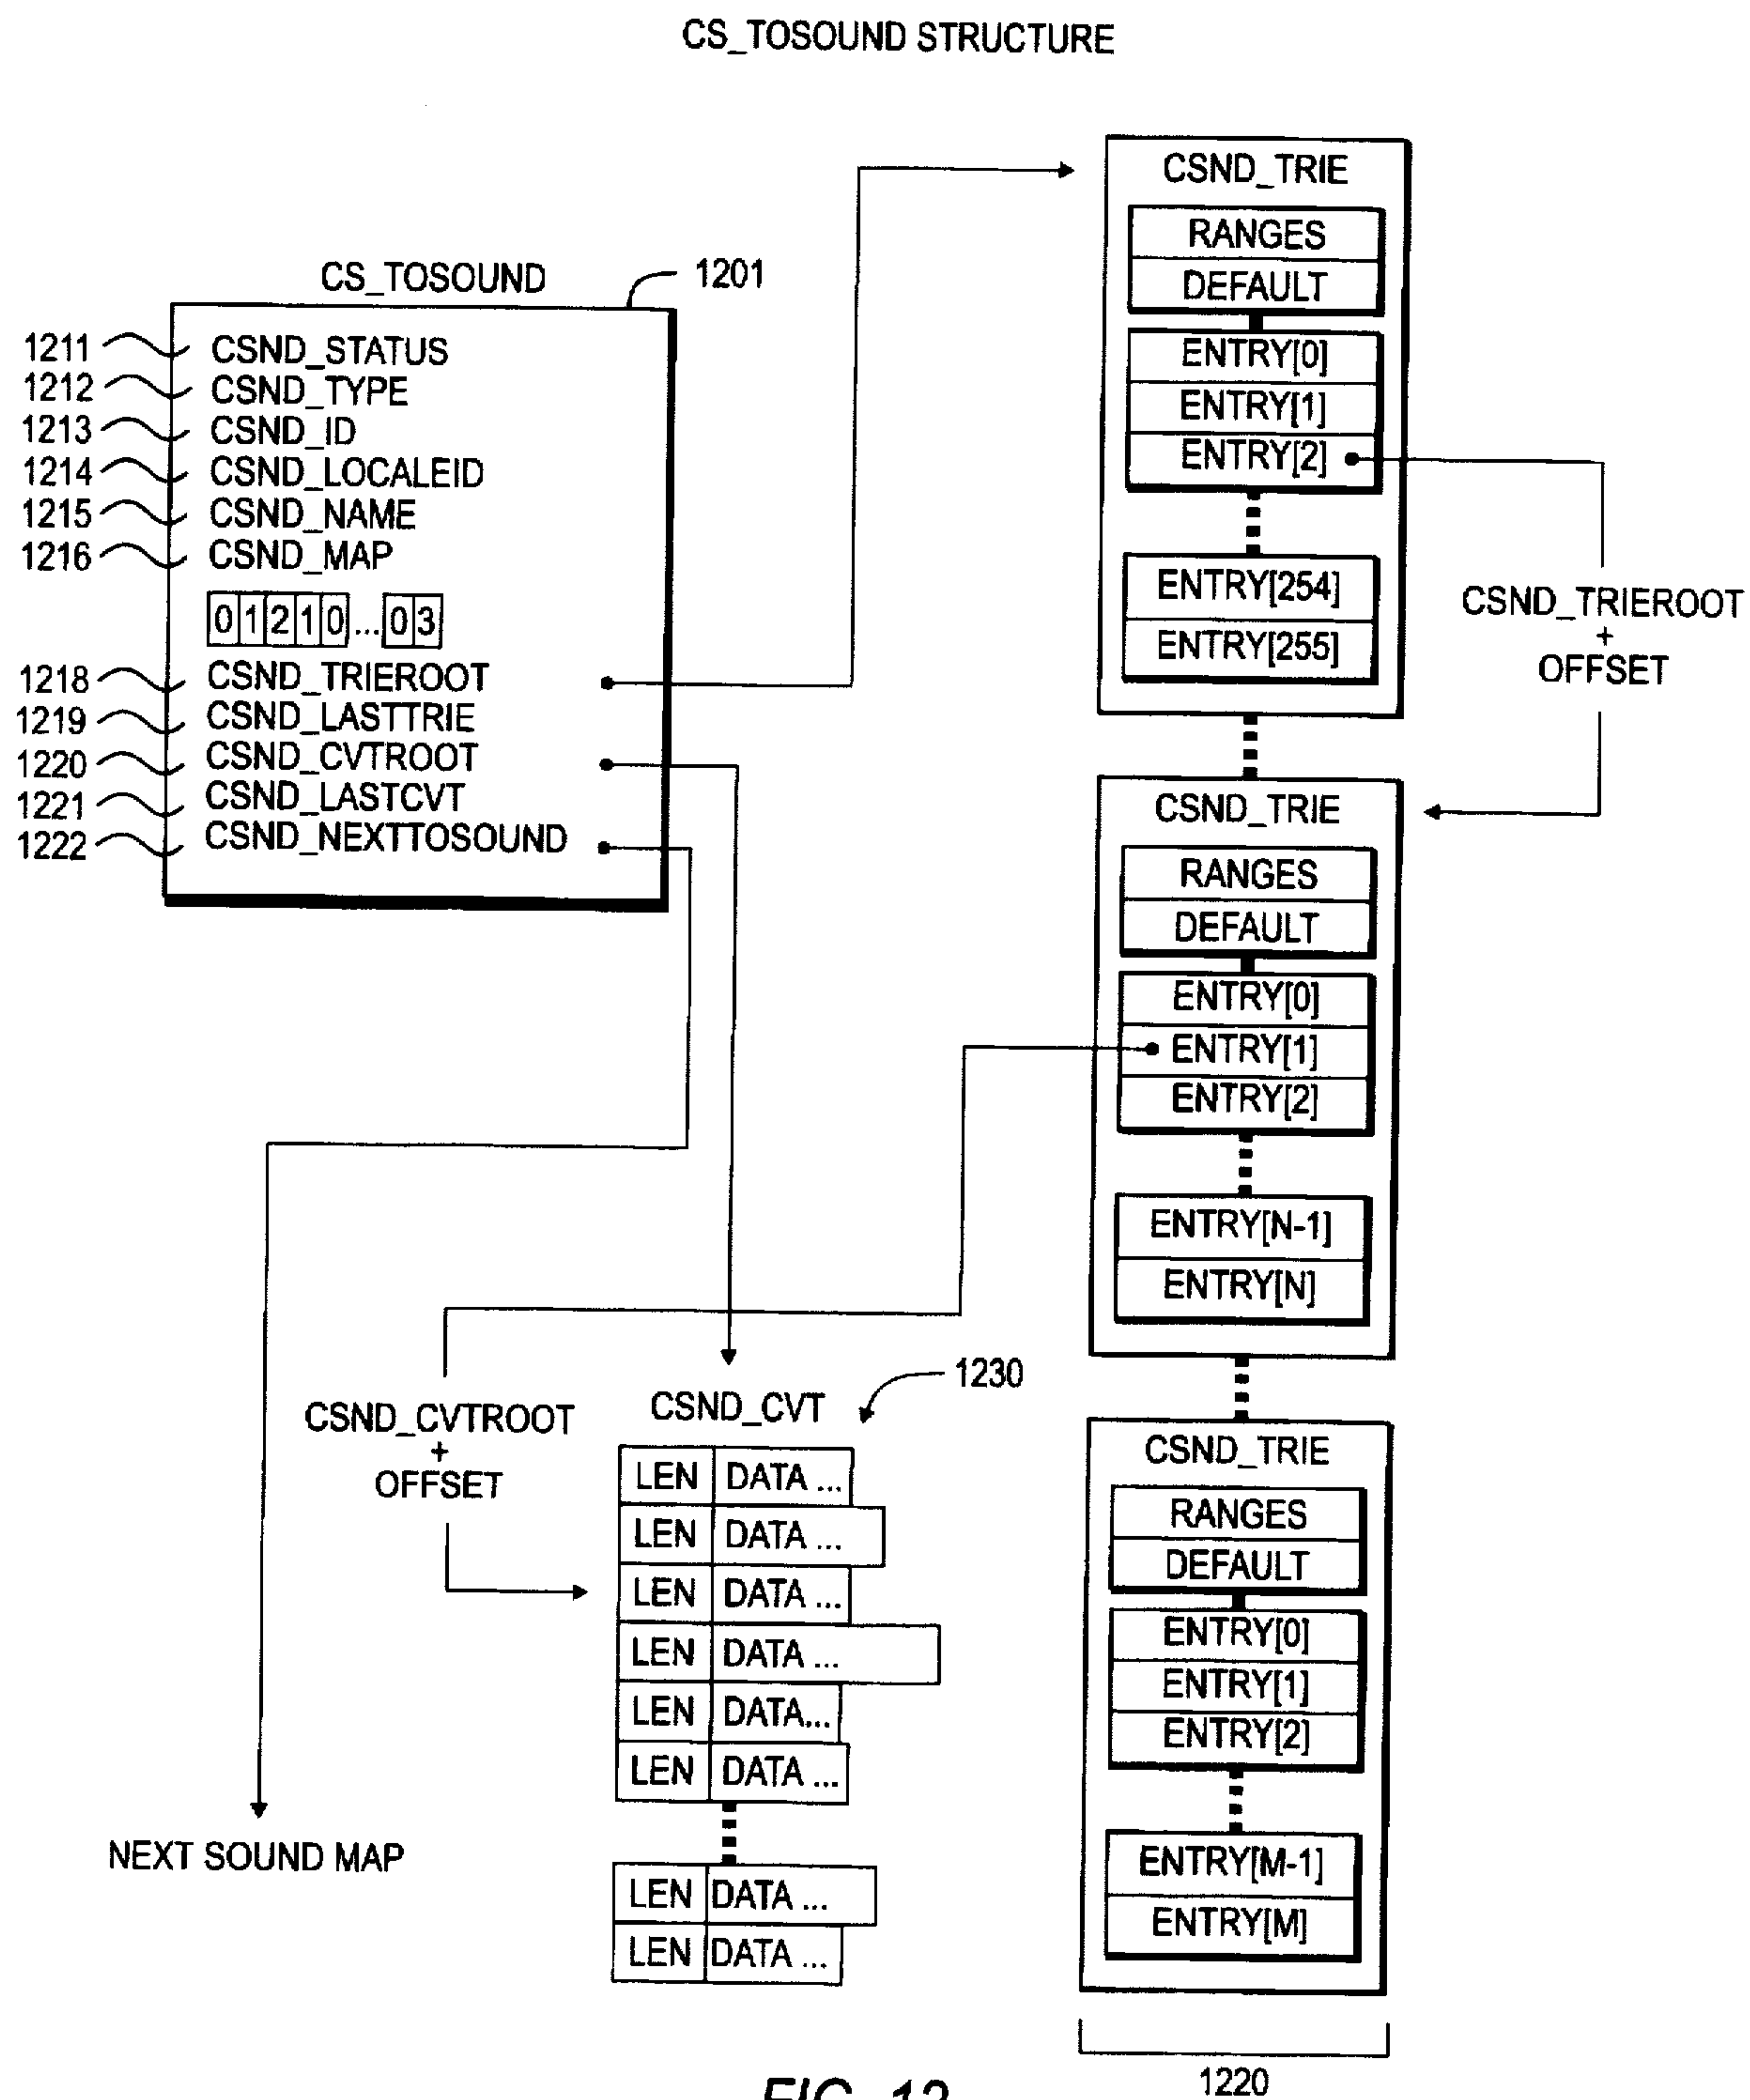 CS_TOSOUND STRUCTURE
CS_TOSOUND
1201
1211 CSND_STATUS
1212 CSND_TYPE
1213 CSND_ID
1214 CSND_LOCALEID
1215 CSND_NAME
1216 CSND_MAP
0 1 2 1 0 ... 0 3
1218 CSND_TRIEROOT
1219 CSND_LASTTRIE
1220 CSND_CVTROOT
1221 CSND_LASTCVT
1222 CSND_NEXTTOSOUND
CSND_TRIE
RANGES
DEFAULT
ENTRY[0]
ENTRY[1]
ENTRY[2]
ENTRY[254]
ENTRY[255]
CSND_TRIEROOT
+
OFFSET
CSND_TRIE
RANGES
DEFAULT
ENTRY[0]
ENTRY[1]
ENTRY[2]
ENTRY[N-1]
ENTRY[N]
CSND_CVTROOT
+
OFFSET
CSND_CVT
1230
LEN DATA ...
LEN DATA ...
LEN DATA ...
LEN DATA ...
LEN DATA...
LEN DATA ...
LEN DATA ...
LEN DATA ...
NEXT SOUND MAP
CSND_TRIE
RANGES
DEFAULT
ENTRY[0]
ENTRY[1]
ENTRY[2]
ENTRY[M-1]
ENTRY[M]
1220